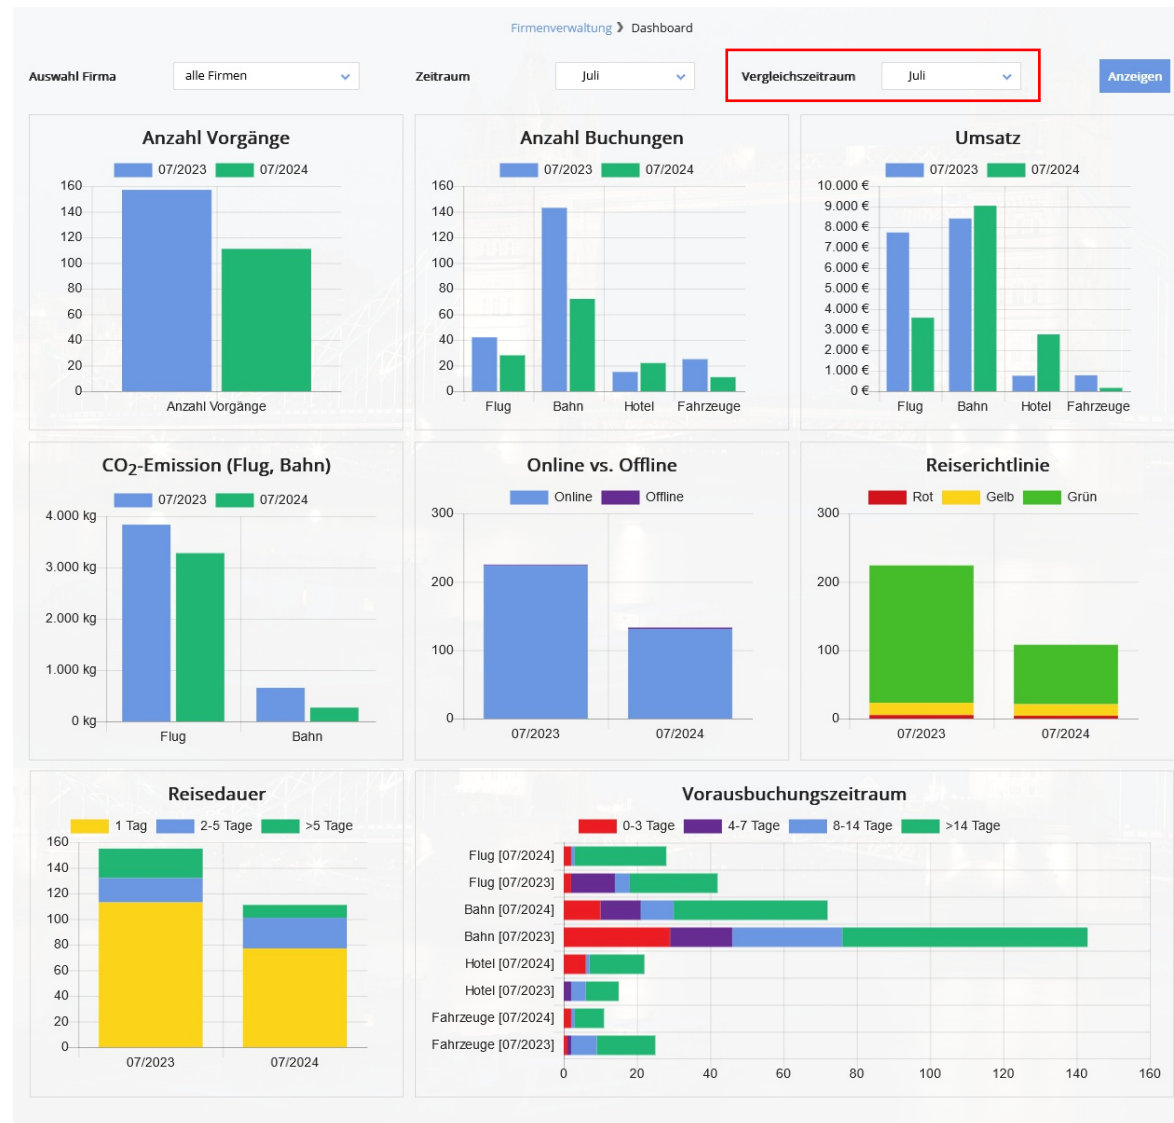 Firmenverwaltung ❯ Dashboard
Auswahl Firma alle Firmen Zeitraum Juli Vergleichszeitraum Juli Anzeigen
Anzahl Vorgänge
07/2023 07/2024
160
140
120
100
80
60
40
20
0
Anzahl Vorgänge
Anzahl Buchungen
07/2023 07/2024
160
140
120
100
80
60
40
20
0
Flug Bahn Hotel Fahrzeuge
Umsatz
07/2023 07/2024
10.000 €
9.000 €
8.000 €
7.000 €
6.000 €
5.000 €
4.000 €
3.000 €
2.000 €
1.000 €
0 €
Flug Bahn Hotel Fahrzeuge
CO₂-Emission (Flug, Bahn)
07/2023 07/2024
4.000 kg
3.000 kg
2.000 kg
1.000 kg
0 kg
Flug Bahn
Online vs. Offline
Online Offline
300
200
100
0
07/2023 07/2024
Reiserichtlinie
Rot Gelb Grün
300
200
100
0
07/2023 07/2024
Reisedauer
1 Tag 2-5 Tage >5 Tage
160
140
120
100
80
60
40
20
0
07/2023 07/2024
Vorausbuchungszeitraum
0-3 Tage 4-7 Tage 8-14 Tage >14 Tage
Flug [07/2024]
Flug [07/2023]
Bahn [07/2024]
Bahn [07/2023]
Hotel [07/2024]
Hotel [07/2023]
Fahrzeuge [07/2024]
Fahrzeuge [07/2023]
0 20 40 60 80 100 120 140 160